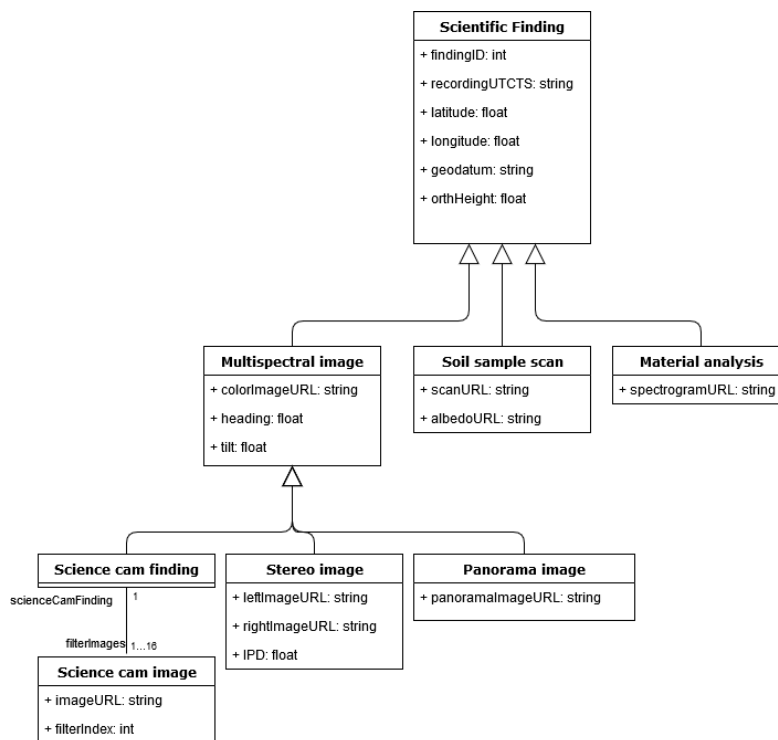 Scientific Finding
+ findingID: int
+ recordingUTCTS: string
+ latitude: float
+ longitude: float
+ geodatum: string
+ orthHeight: float
Multispectral image
+ colorImageURL: string
+ heading: float
+ tilt: float
Soil sample scan
+ scanURL: string
+ albedoURL: string
Material analysis
+ spectrogramURL: string
Science cam finding
Stereo image
+ leftImageURL: string
+ rightImageURL: string
+ IPD: float
Panorama image
+ panoramaImageURL: string
scienceCamFinding
1
filterImages
1...16
Science cam image
+ imageURL: string
+ filterIndex: int